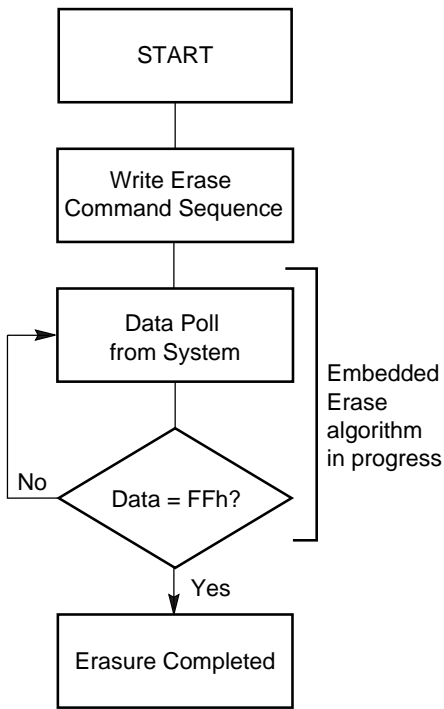 START
Write Erase
Command Sequence
Data Poll
from System
Embedded
Erase
algorithm
in progress
No
Data = FFh?
Yes
Erasure Completed